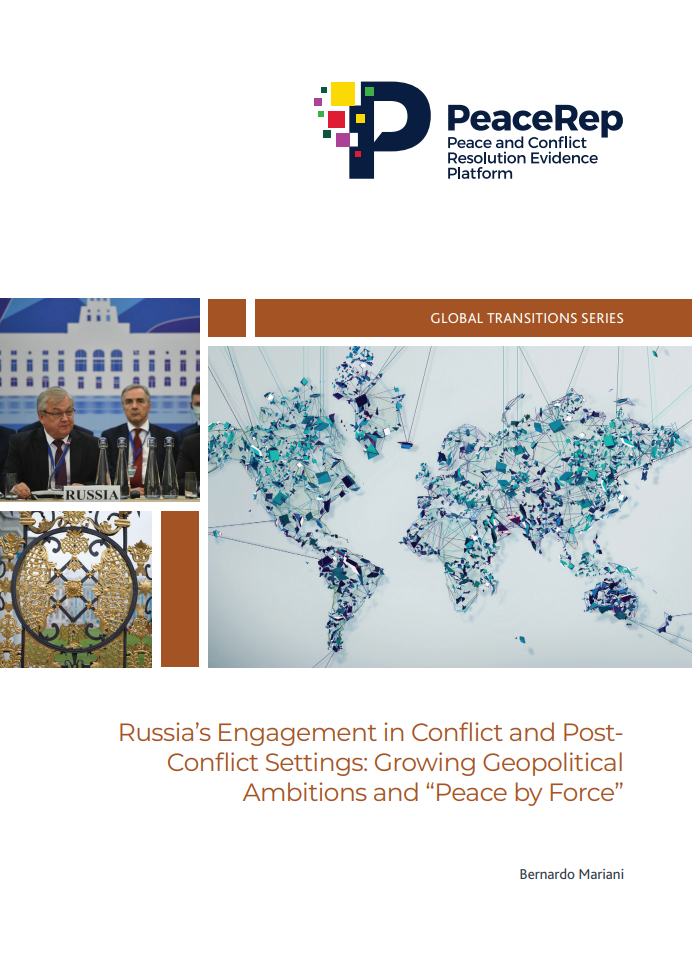 PeaceRep
Peace and Conflict
Resolution Evidence
Platform
GLOBAL TRANSITIONS SERIES
RUSSIA
Russia’s Engagement in Conflict and Post-
Conflict Settings: Growing Geopolitical
Ambitions and “Peace by Force”
Bernardo Mariani